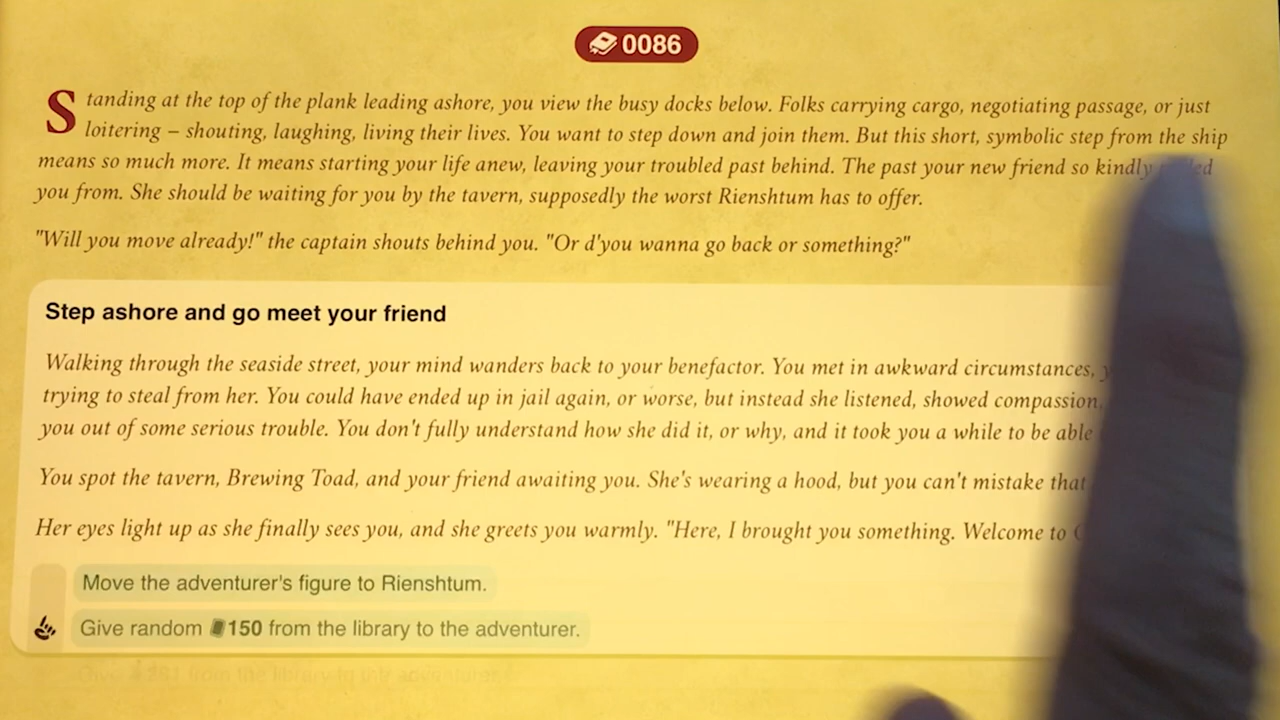 0086
Standing at the top of the plank leading ashore, you view the busy docks below. Folks carrying cargo, negotiating passage, or just
loitering – shouting, laughing, living their lives. You want to step down and join them. But this short, symbolic step from the ship
means so much more. It means starting your life anew, leaving your troubled past behind. The past your new friend so kindly
you from. She should be waiting for you by the tavern, supposedly the worst Rienshtum has to offer.
"Will you move already!" the captain shouts behind you. "Or d'you wanna go back or something?"
Step ashore and go meet your friend
Walking through the seaside street, your mind wanders back to your benefactor. You met in awkward circumstances,
trying to steal from her. You could have ended up in jail again, or worse, but instead she listened, showed compassion,
you out of some serious trouble. You don't fully understand how she did it, or why, and it took you a while to be able
You spot the tavern, Brewing Toad, and your friend awaiting you. She's wearing a hood, but you can't mistake that
Her eyes light up as she finally sees you, and she greets you warmly. "Here, I brought you something. Welcome to
Move the adventurer's figure to Rienshtum.
Give random 150 from the library to the adventurer.